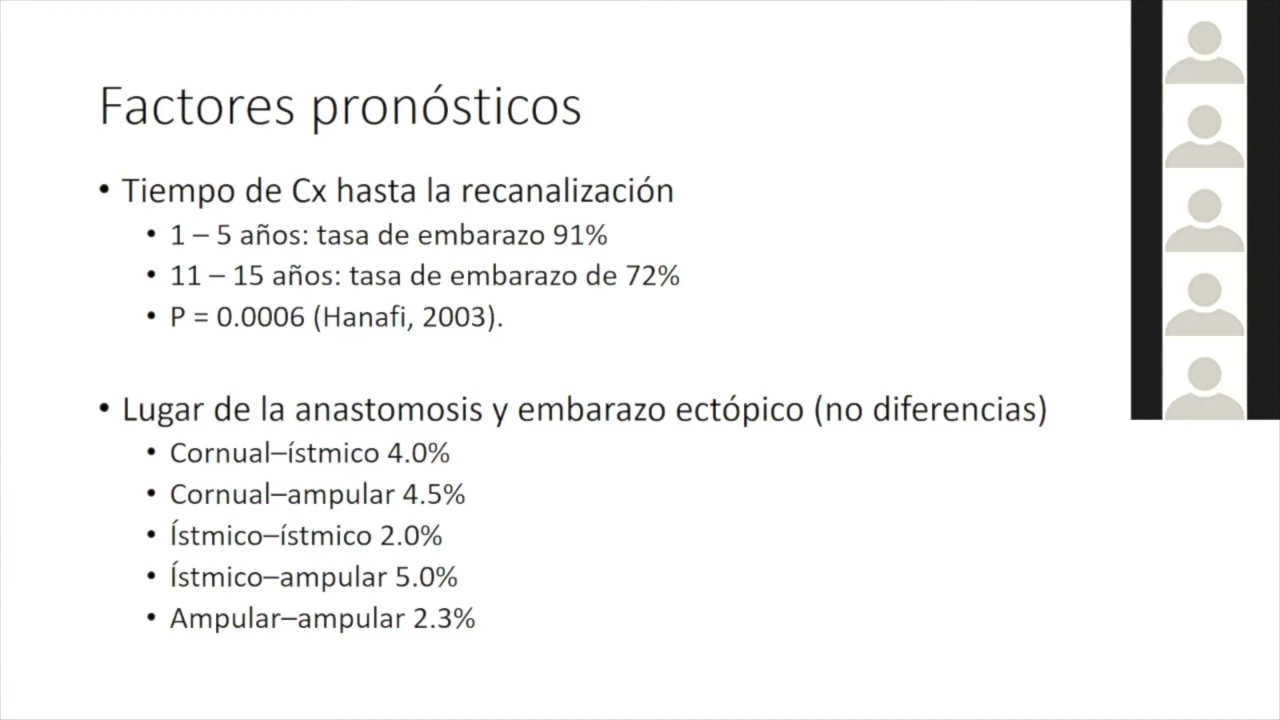 Factores pronósticos
• Tiempo de Cx hasta la recanalización
• 1 – 5 años: tasa de embarazo 91%
• 11 – 15 años: tasa de embarazo de 72%
• P = 0.0006 (Hanafi, 2003).
• Lugar de la anastomosis y embarazo ectópico (no diferencias)
• Cornual–ístmico 4.0%
• Cornual–ampular 4.5%
• Ístmico–ístmico 2.0%
• Ístmico–ampular 5.0%
• Ampular–ampular 2.3%